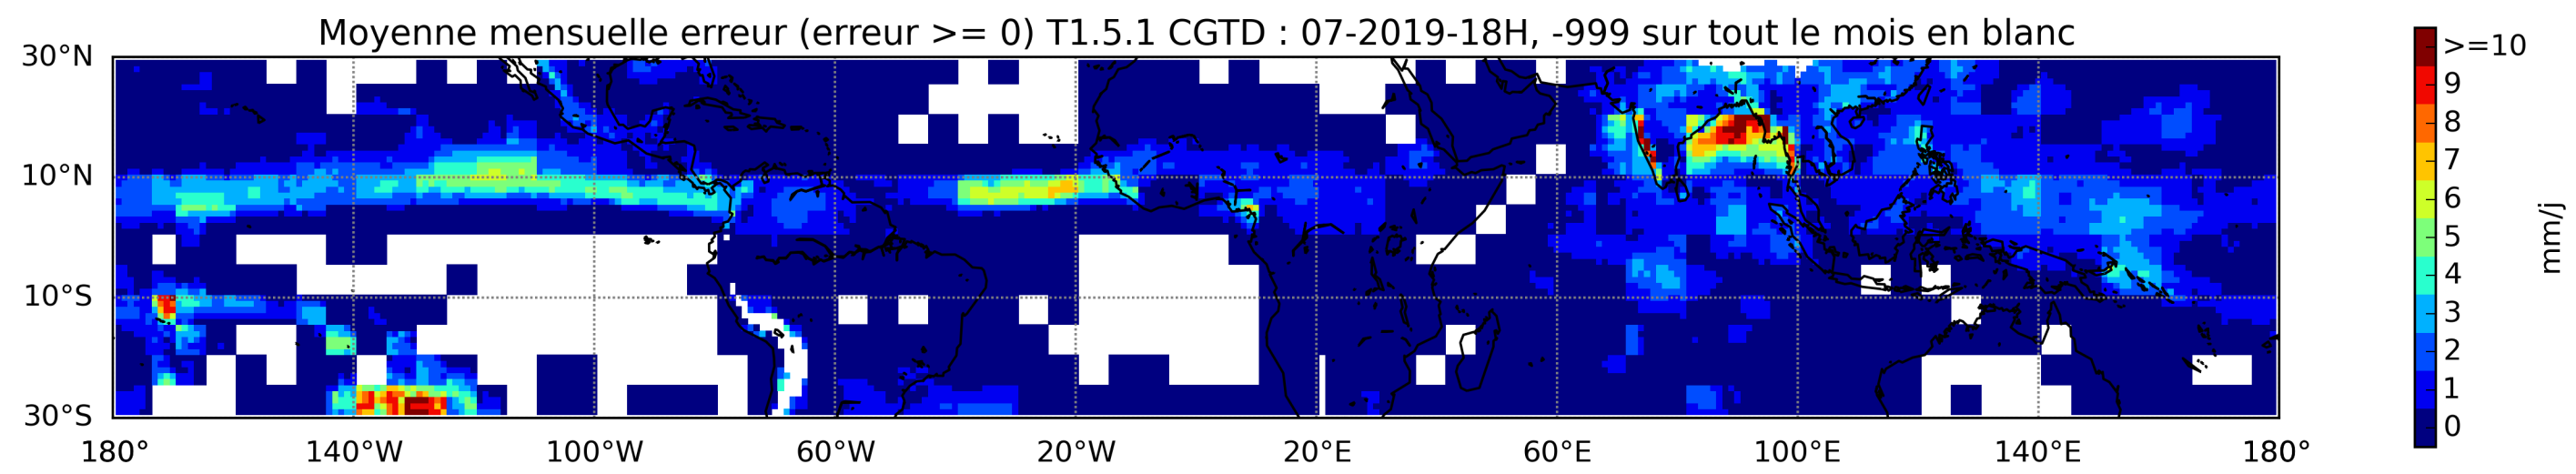 Moyenne mensuelle erreur (erreur >= 0) T1.5.1 CGTD : 07-2019-18H, -999 sur tout le mois en blanc
30°N
10°N
10°S
30°S
180° 140°W 100°W 60°W 20°W 20°E 60°E 100°E 140°E 180°
>=10
9
8
7
6
5
4
3
2
1
0
mm/j